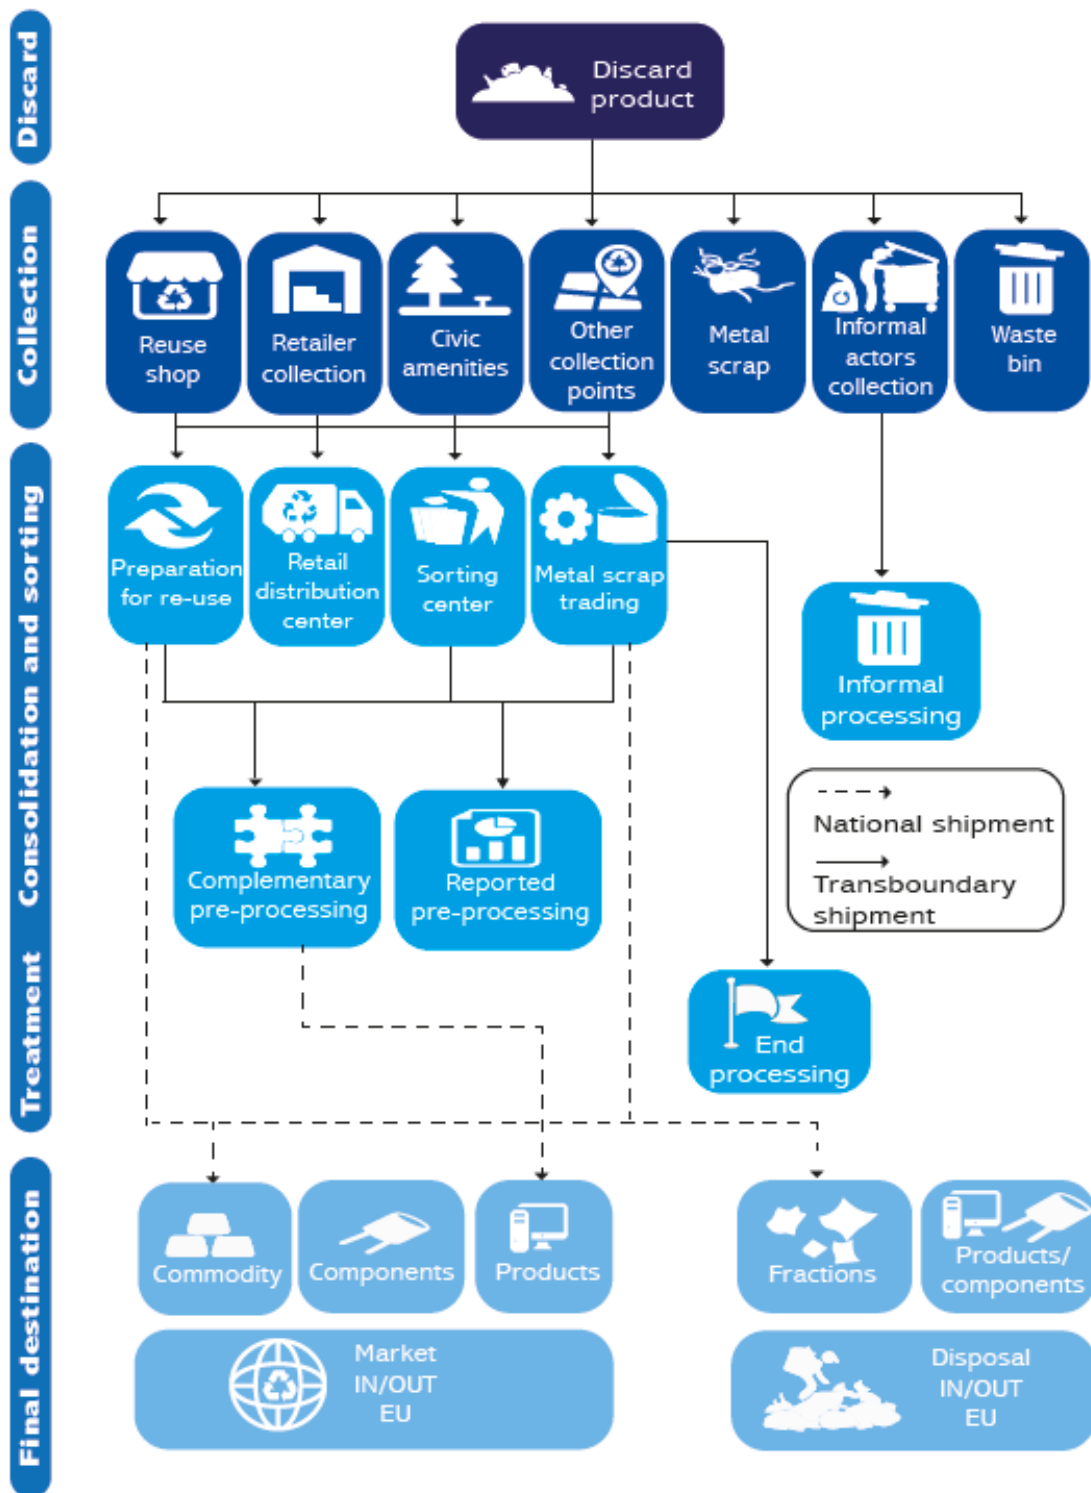 Discard
Discard
product
Collection
Reuse
shop
Retailer
collection
Civic
amenities
Other
collection
points
Metal
scrap
Informal
actors
collection
Waste
bin
Consolidation and sorting
Preparation
for re-use
Retail
distribution
center
Sorting
center
Metal scrap
trading
Informal
processing
National shipment
Transboundary
shipment
Treatment
Complementary
pre-processing
Reported
pre-processing
End
processing
Final destination
Commodity
Components
Products
Fractions
Products/
components
Market
IN/OUT
EU
Disposal
IN/OUT
EU